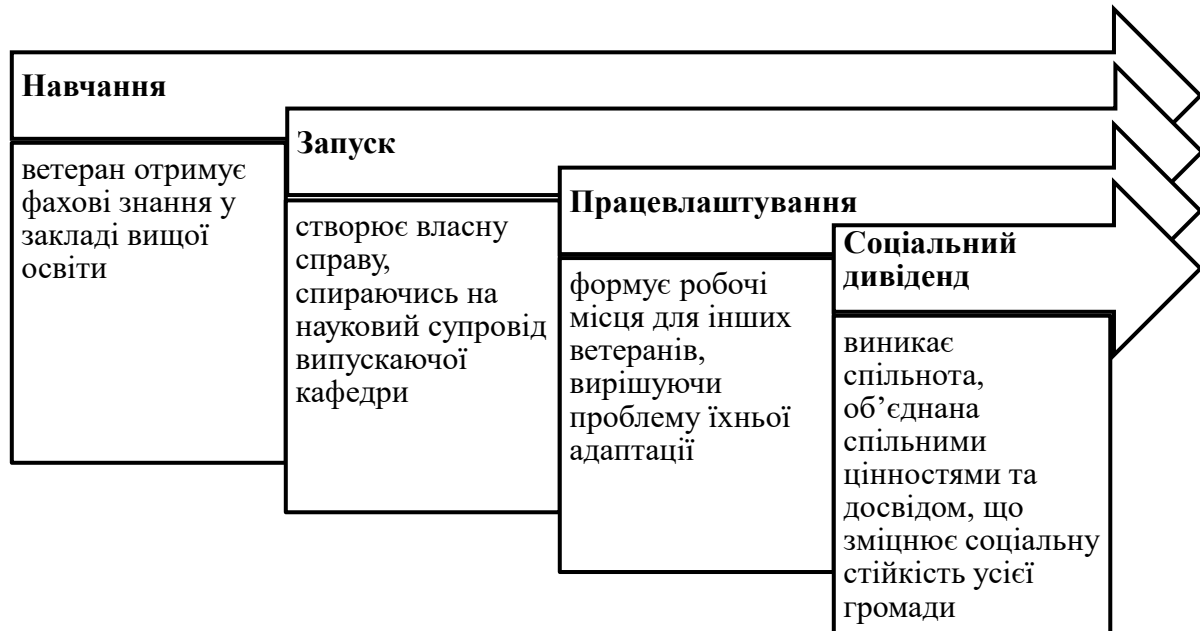 Навчання
ветеран отримує
фахові знання у
закладі вищої
освіти
Запуск
створює власну
справу,
спираючись на
науковий супровід
випускаючої
кафедри
Працевлаштування
формує робочі
місця для інших
ветеранів,
вирішуючи
проблему їхньої
адаптації
Соціальний
дивіденд
виникає
спільнота,
об’єднана
спільними
цінностями та
досвідом, що
зміцнює соціальну
стійкість усієї
громади